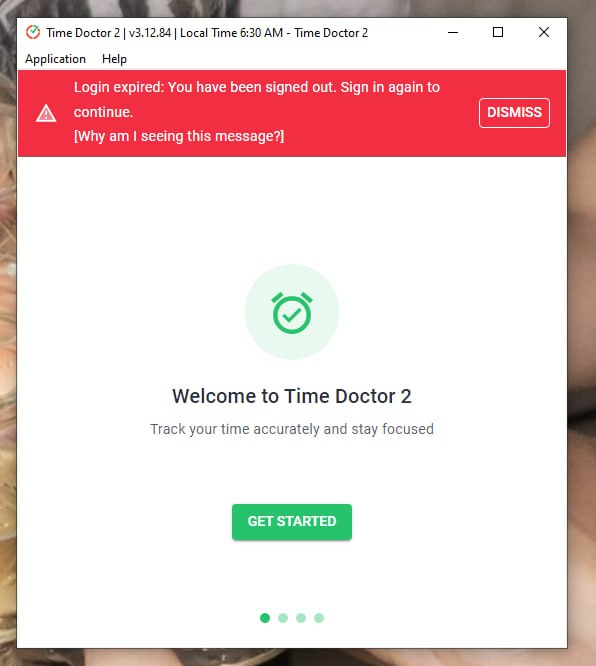 Time Doctor 2 | v3.12.84 | Local Time 6:30 AM - Time Doctor 2
Application Help
Login expired: You have been signed out. Sign in again to
continue.
[Why am I seeing this message?]
DISMISS
Welcome to Time Doctor 2
Track your time accurately and stay focused
GET STARTED